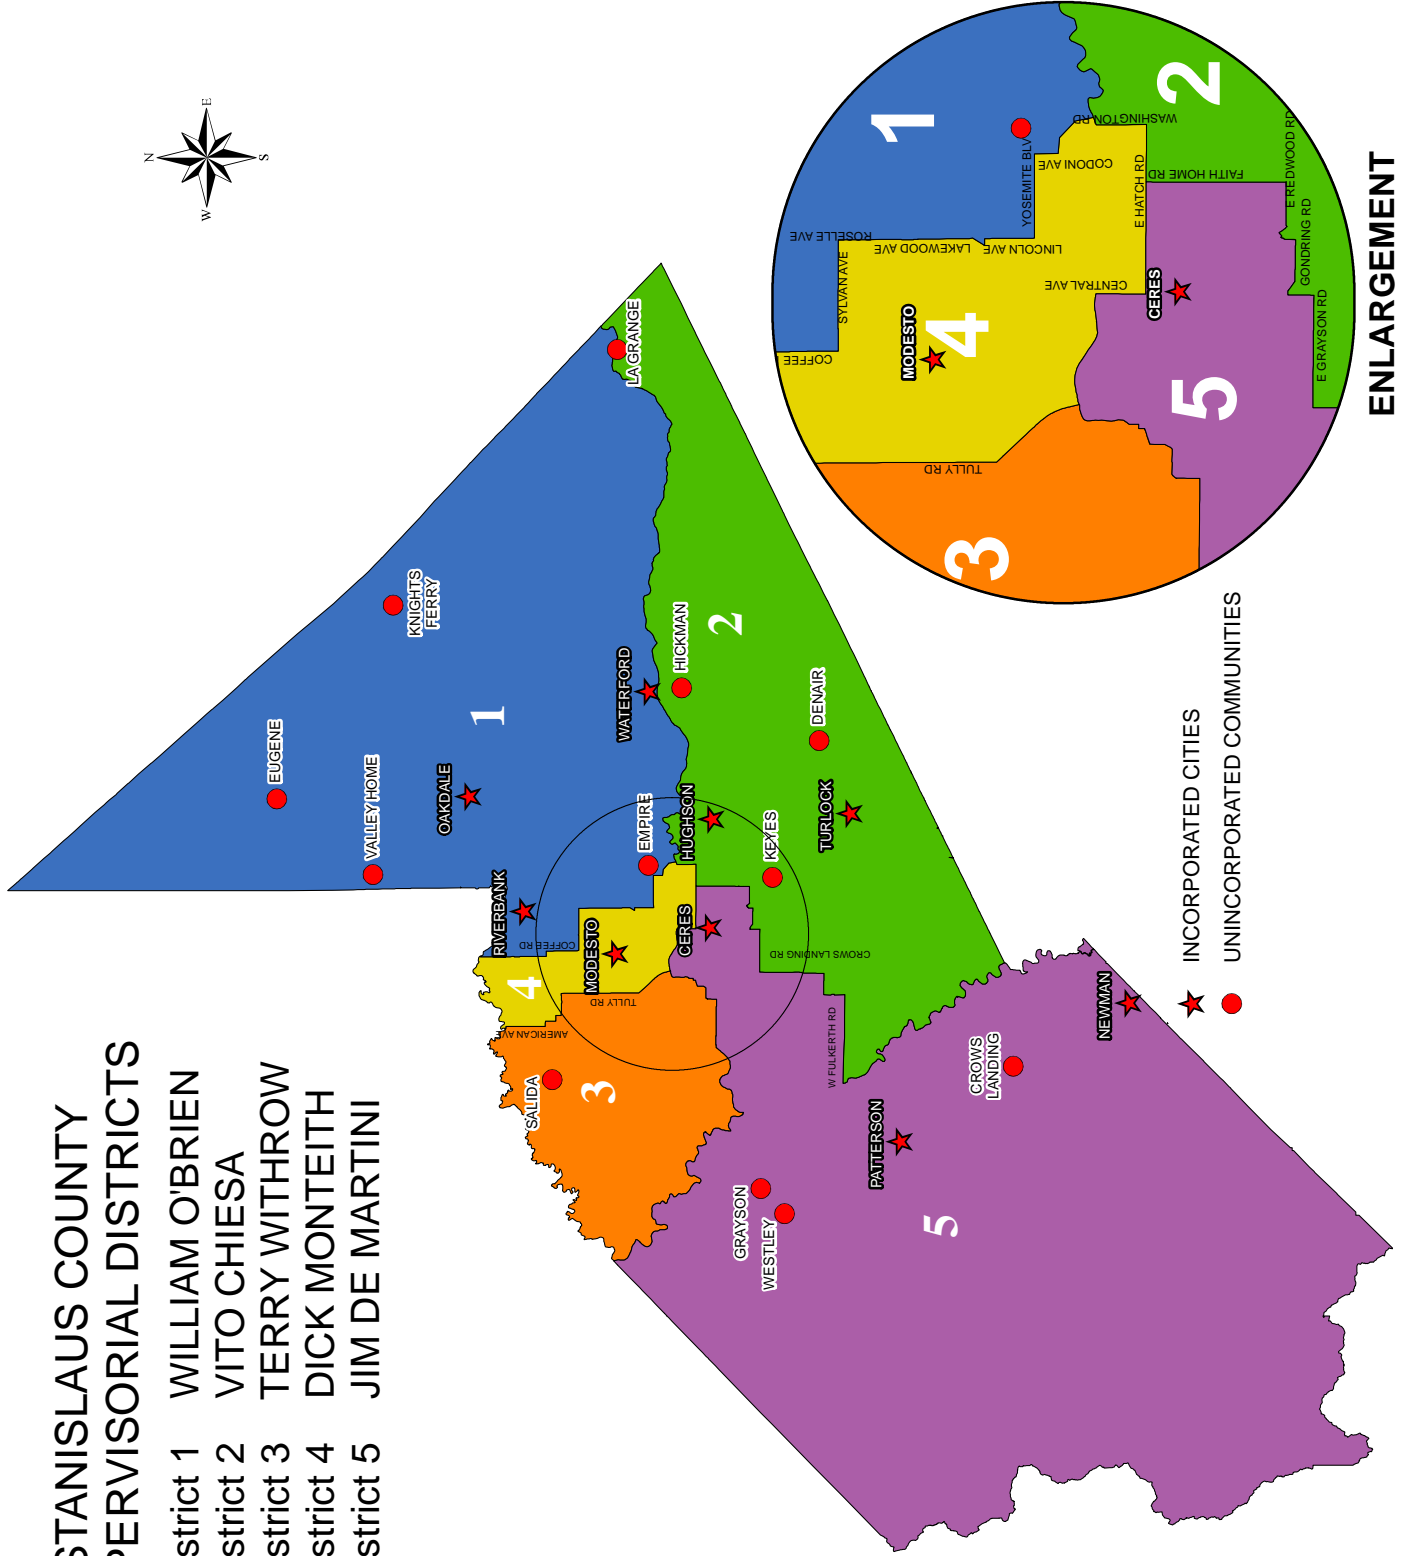 STANISLAUS COUNTY
PERVISORIAL DISTRICTS
strict 1 WILLIAM O'BRIEN
strict 2 VITO CHIESA
strict 3 TERRY WITHROW
strict 4 DICK MONTEITH
strict 5 JIM DE MARTINI
N
W
E
S
EUGENE
VALLEY HOME
KNIGHTS
FERRY
OAKDALE
1
RIVERBANK
LA GRANGE
WATERFORD
HICKMAN
2
EMPIRE
HUGHSON
DENAIR
KEYES
TURLOCK
COFFEE RD
MODESTO
4
CERES
TULLY RD
AMERICAN AVE
CROWS LANDING RD
W FULKERTH RD
SALIDA
3
GRAYSON
WESTLEY
PATTERSON
CROWS
LANDING
NEWMAN
5
INCORPORATED CITIES
UNINCORPORATED COMMUNITIES
1
2
WASHINGTON RD
YOSEMITE BLV
CODONI AVE
E HATCH RD
FAITH HOME RD
E REDWOOD RD
GONDRING RD
E GRAYSON RD
ROSELLE AVE
SYLVAN AVE
LAKEWOOD AVE
LINCOLN AVE
CENTRAL AVE
COFFEE
MODESTO
4
CERES
5
TULLY RD
3
ENLARGEMENT